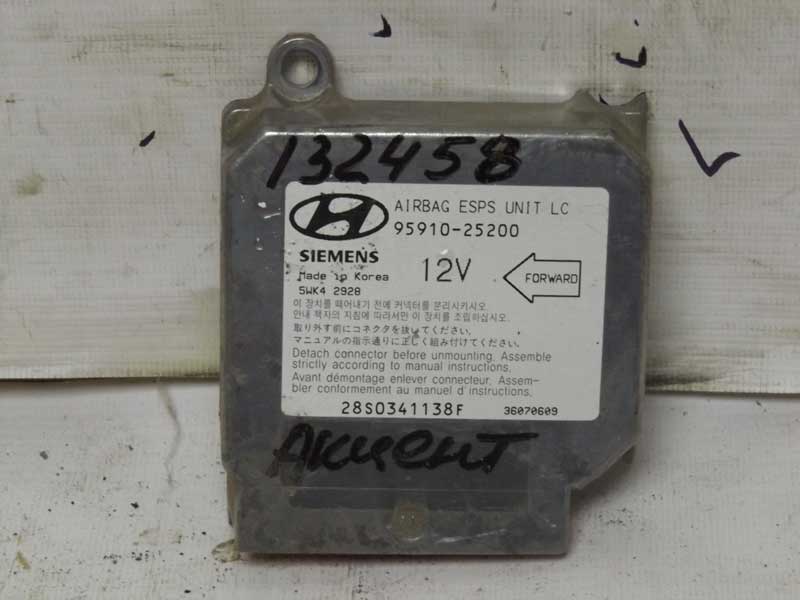 132458
AIRBAG ESPS UNIT LC
95910-25200
SIEMENS
Made in Korea
12V
FORWARD
5WK4 2928
이 장치를 떼어내기 전에 커넥터를 분리시키시오
안내 책자의 지침에 따라서만 이 장치를 조립하십시오.
取り外す前にコネクタを抜いてください。
マニュアルの指示通りに正しく組み付けてください。
Detach connector before unmounting. Assemble
strictly according to manual instructions.
Avant démontage enlever connecteur. Assem-
bler conformement au manuel d'instructions.
28S0341138F 36070609
Акцент